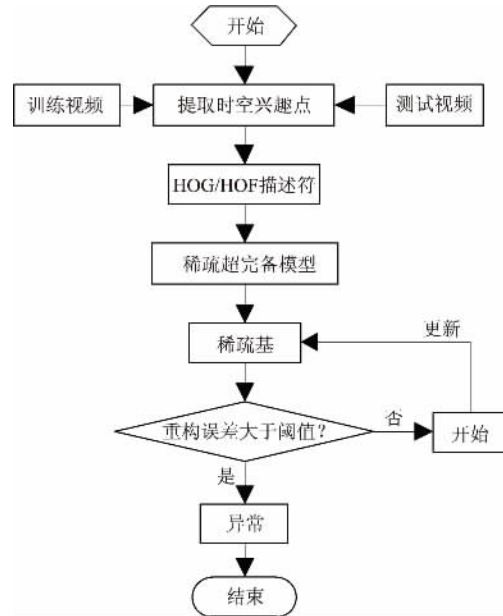 开始
训练视频
提取时空兴趣点
测试视频
HOG/HOF描述符
稀疏超完备模型
稀疏基
更新
重构误差大于阈值?
否
开始
是
异常
结束